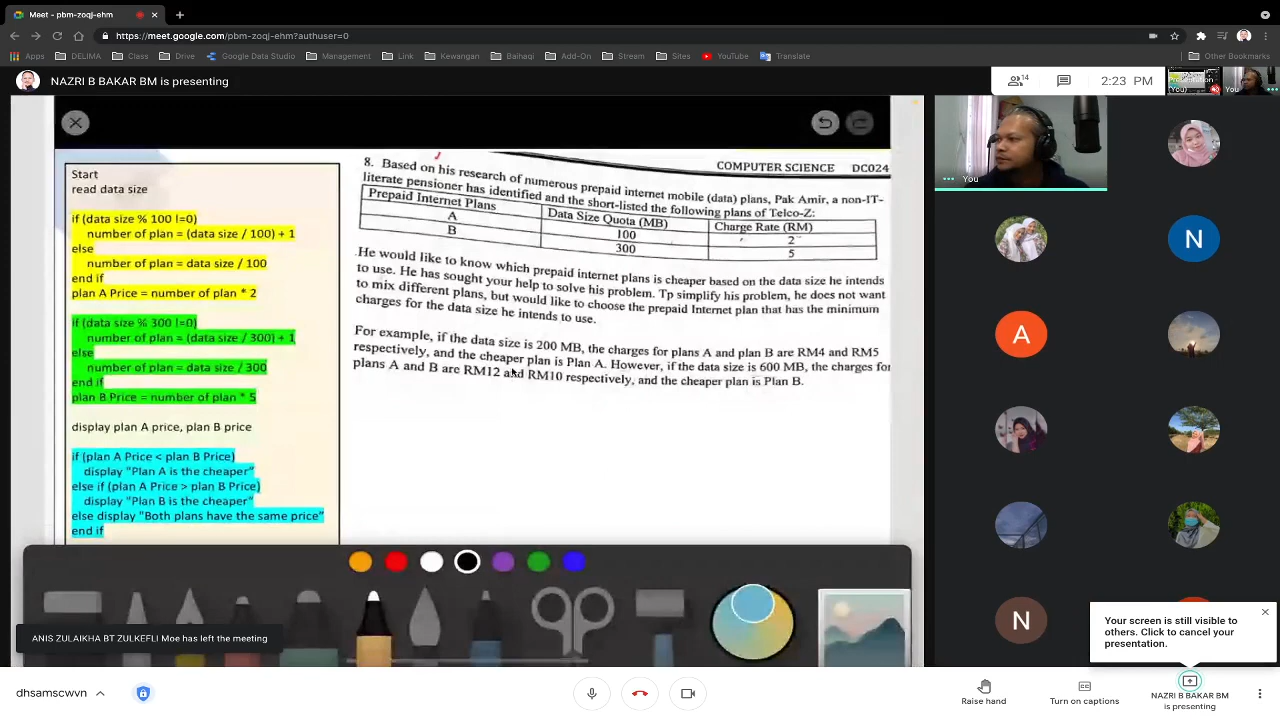 Meet - pbm-zoqj-ehm
https://meet.google.com/pbm-zoqj-ehm?authuser=0
Apps DELIMA Class Drive Google Data Studio Management Link Kewangan Baihaqi Add-On Stream Sites YouTube Translate Other Bookmarks
NAZRI B BAKAR BM is presenting
14 2:23 PM
(You) You
Start
read data size
if (data size % 100 !=0)
number of plan = (data size / 100) + 1
else
number of plan = data size / 100
end if
plan A Price = number of plan * 2
if (data size % 300 !=0)
number of plan = (data size / 300) + 1
else
number of plan = data size / 300
end if
plan B Price = number of plan * 5
display plan A price, plan B price
if (plan A Price < plan B Price)
display "Plan A is the cheaper"
else if (plan A Price > plan B Price)
display "Plan B is the cheaper"
else display "Both plans have the same price"
end if
COMPUTER SCIENCE DC024
8. Based on his research of numerous prepaid internet mobile (data) plans, Pak Amir, a non-IT-
literate pensioner has identified and the short-listed the following plans of Telco-Z:
Prepaid Internet Plans Data Size Quota (MB) Charge Rate (RM)
A 100 2
B 300 5
He would like to know which prepaid internet plans is cheaper based on the data size he intends
to use. He has sought your help to solve his problem. Tp simplify his problem, he does not want
to mix different plans, but would like to choose the prepaid Internet plan that has the minimum
charges for the data size he intends to use.
For example, if the data size is 200 MB, the charges for plans A and plan B are RM4 and RM5
respectively, and the cheaper plan is Plan A. However, if the data size is 600 MB, the charges for
plans A and B are RM12 and RM10 respectively, and the cheaper plan is Plan B.
You
N
A
N
ANIS ZULAIKHA BT ZULKEFLI Moe has left the meeting
Your screen is still visible to
others. Click to cancel your
presentation.
dhsamscwvn
Raise hand
Turn on captions
NAZRI B BAKAR BM
is presenting